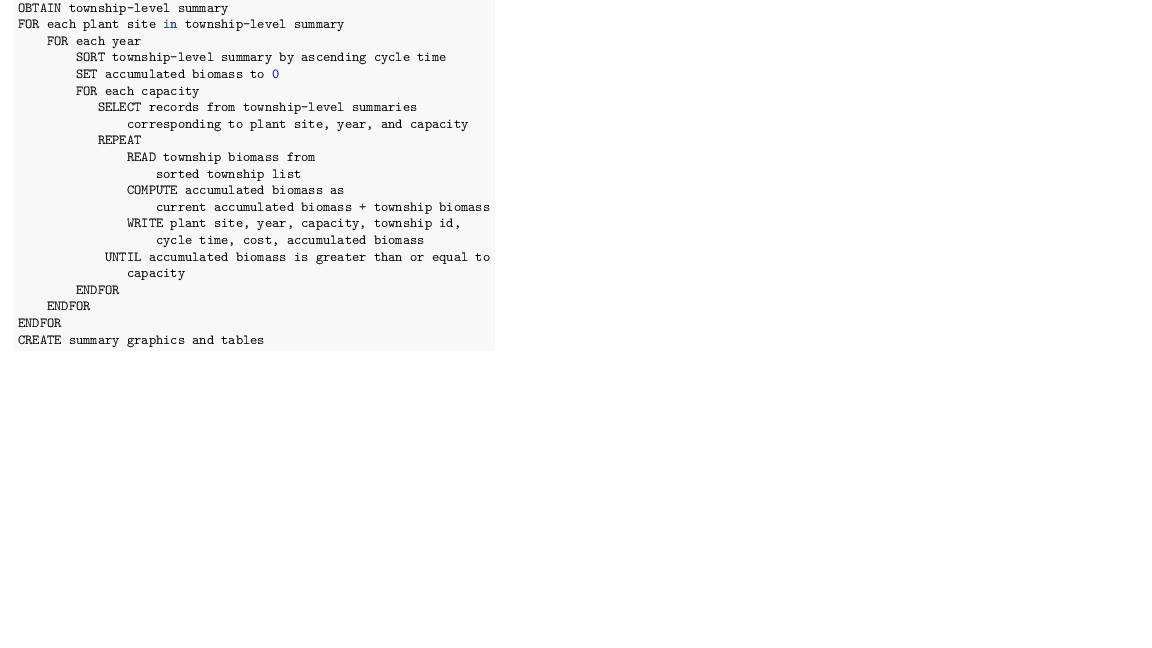 OBTAIN township-level summary
FOR each plant site in township-level summary
FOR each year
SORT township-level summary by ascending cycle time
SET accumulated biomass to 0
FOR each capacity
SELECT records from township-level summaries
corresponding to plant site, year, and capacity
REPEAT
READ township biomass from
sorted township list
COMPUTE accumulated biomass as
current accumulated biomass + township biomass
WRITE plant site, year, capacity, township id,
cycle time, cost, accumulated biomass
UNTIL accumulated biomass is greater than or equal to
capacity
ENDFOR
ENDFOR
ENDFOR
CREATE summary graphics and tables